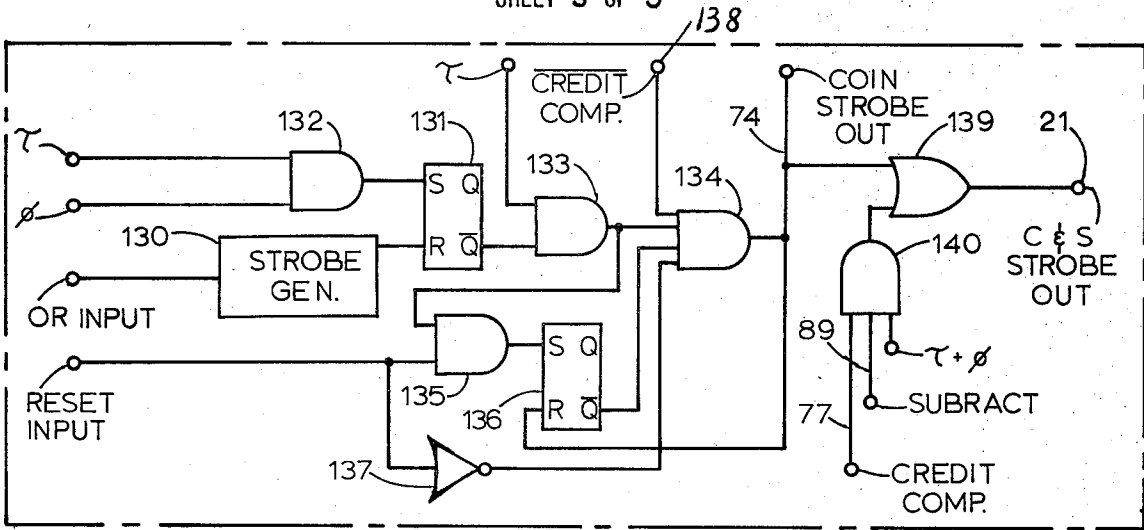 SHEET 3 OF 5
138
τ
CREDIT
COMP.
COIN
STROBE
OUT
74
139
21
132
131
133
134
τ
φ
S Q
R Q
130
STROBE
GEN.
OR INPUT
140
C & S
STROBE
OUT
89
τ + φ
SUBRACT
135
S Q
R Q
136
RESET
INPUT
77
137
CREDIT
COMP.